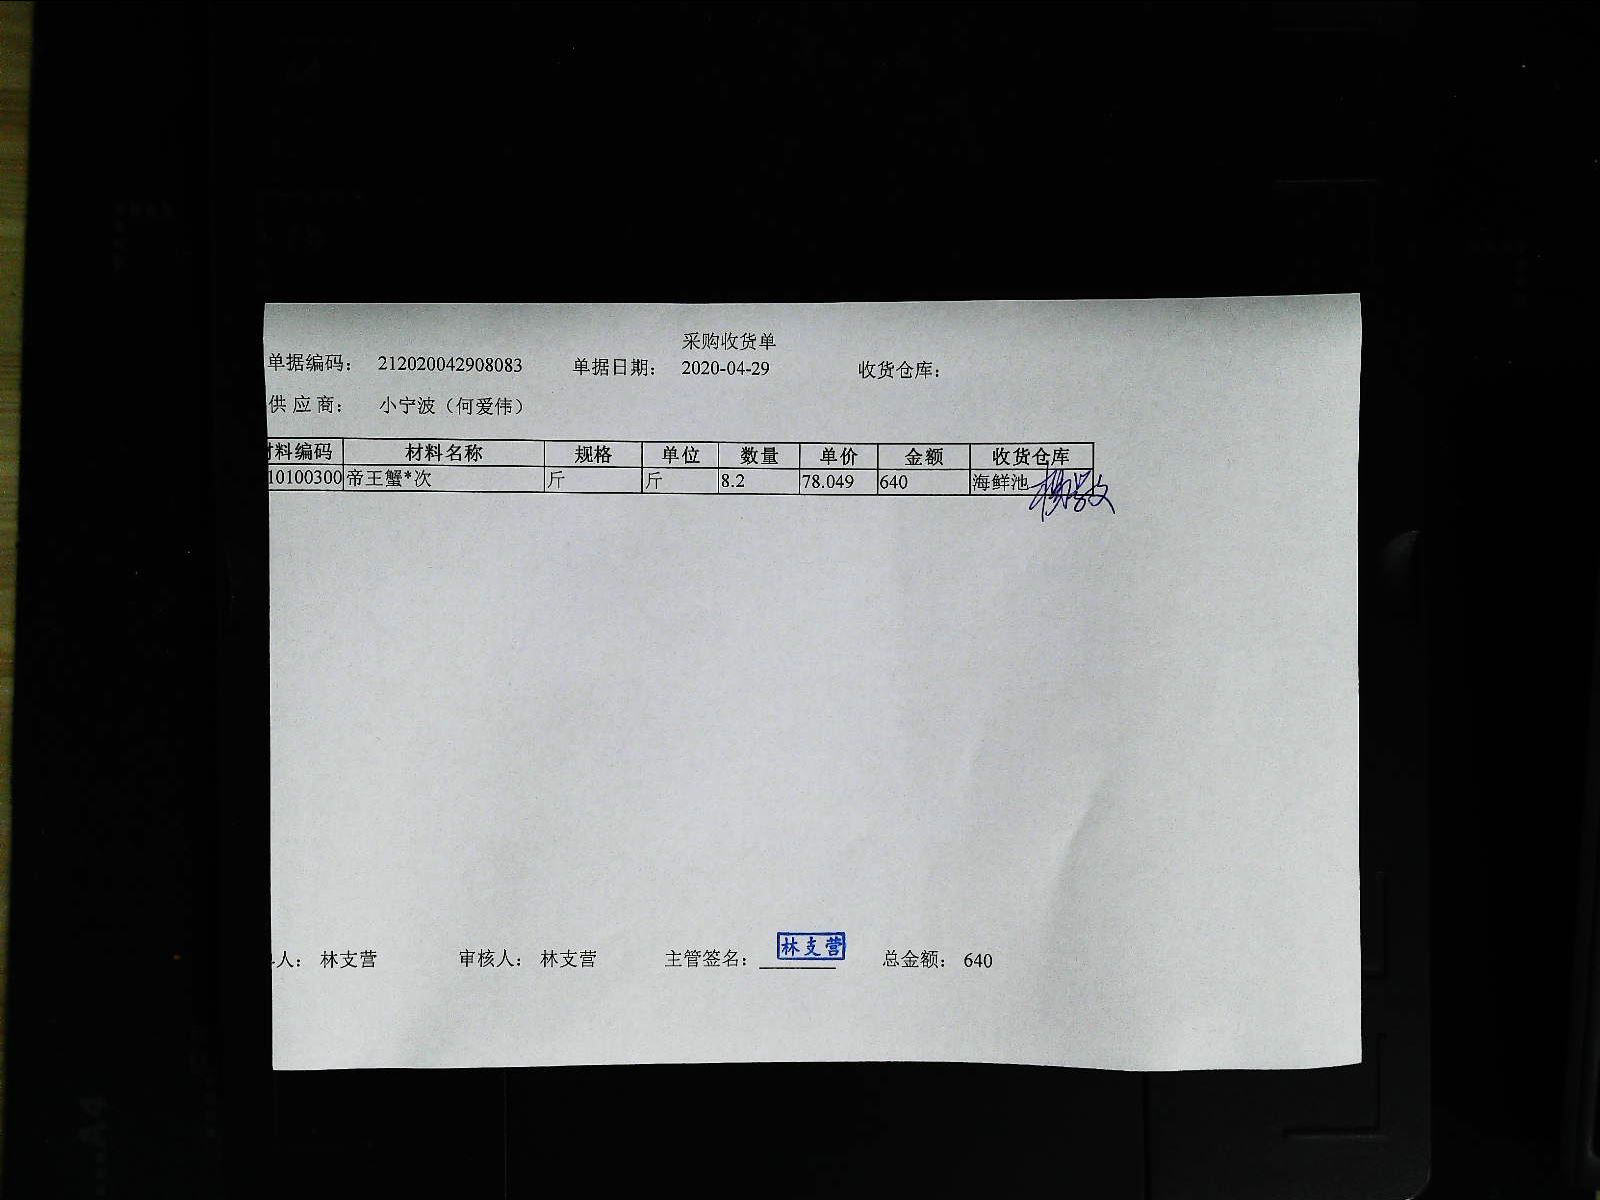 采购收货单
单据编码： 212020042908083 单据日期： 2020-04-29 收货仓库：
供 应 商： 小宁波（何爱伟）
材料编码 材料名称 规格 单位 数量 单价 金额 收货仓库
10100300 帝王蟹*次 斤 斤 8.2 78.049 640 海鲜池
人： 林支营 审核人： 林支营 主管签名： 林支营 总金额： 640
A4